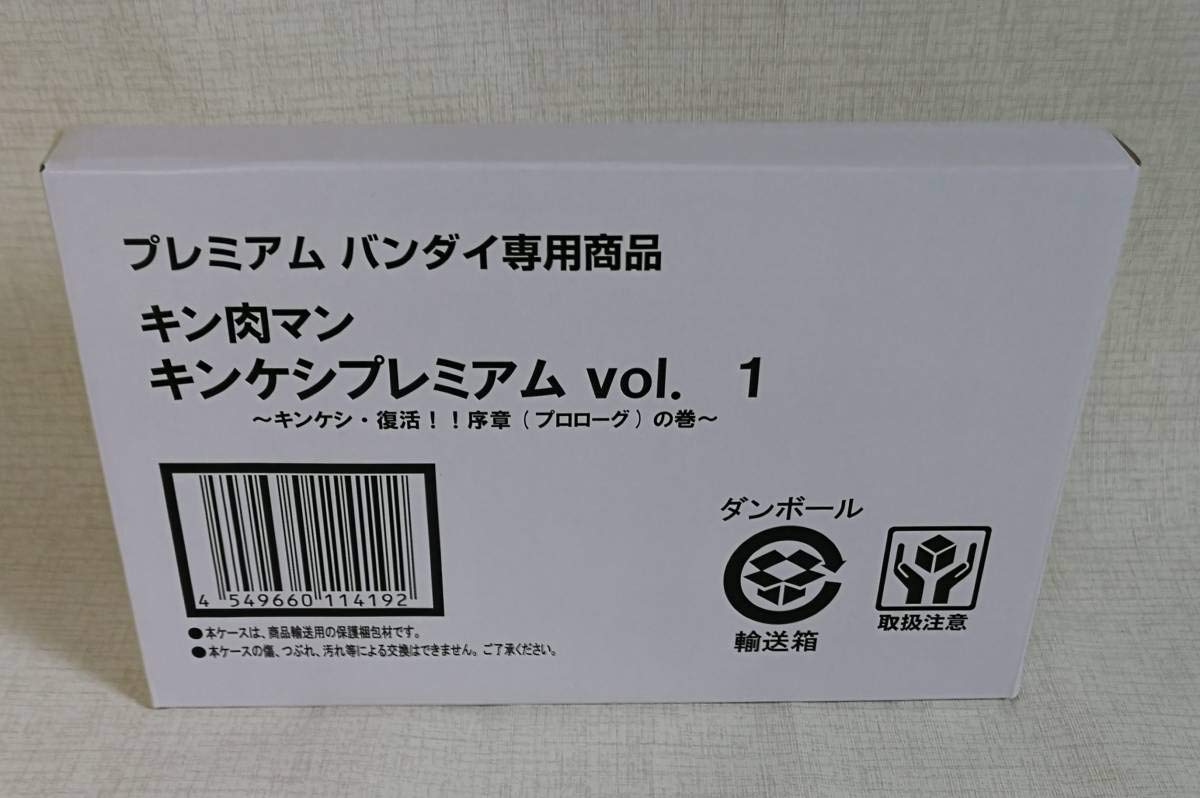 プレミアム バンダイ専用商品
キン肉マン
キンケシプレミアム vol. 1
~キンケシ・復活!!序章(プロローグ)の巻~
4 549660 114192
●本ケースは、商品輸送用の保護梱包材です。
●本ケースの傷、つぶれ、汚れ等による交換はできません。ご了承ください。
ダンボール
輸送箱
取扱注意